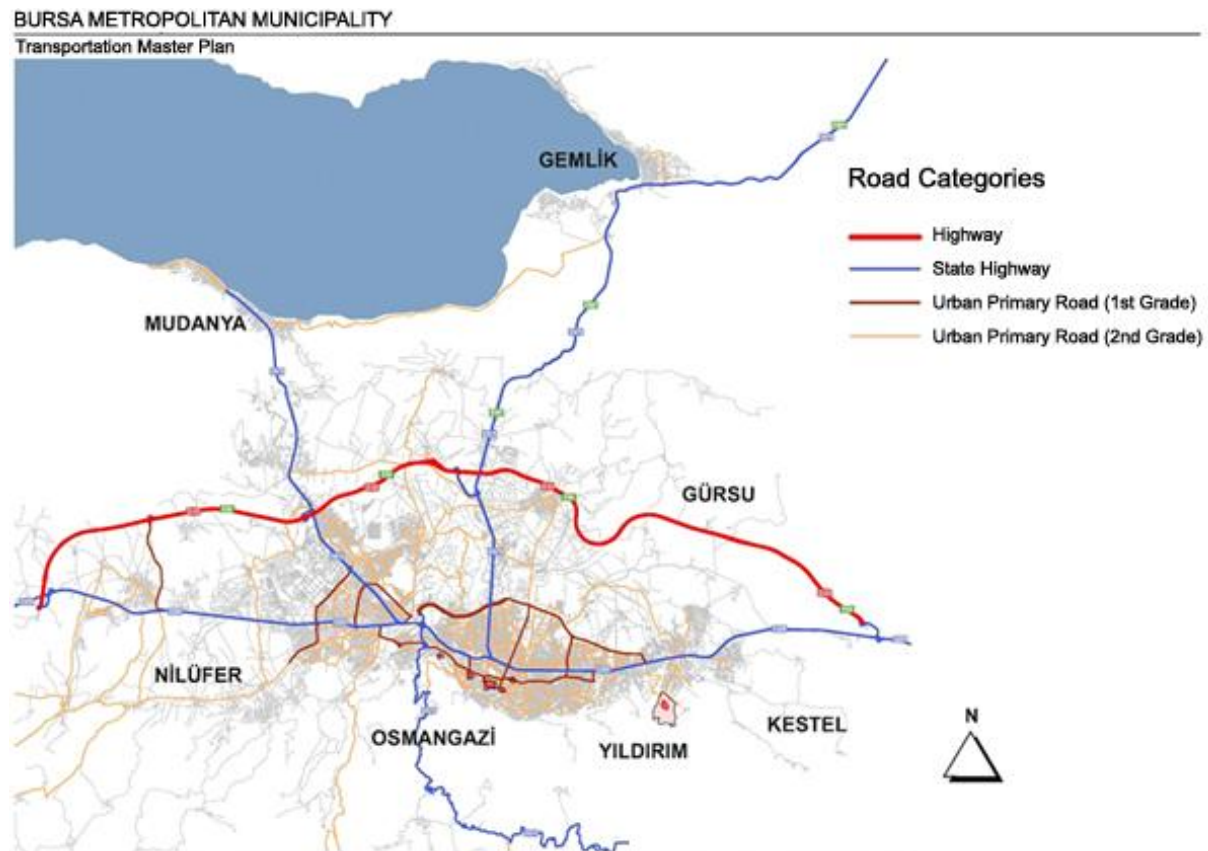 BURSA METROPOLITAN MUNICIPALITY
Transportation Master Plan
GEMLİK
Road Categories
Highway
State Highway
MUDANYA
Urban Primary Road (1st Grade)
Urban Primary Road (2nd Grade)
GÜRSU
NİLÜFER
OSMANGAZİ
YILDIRIM
KESTEL
N